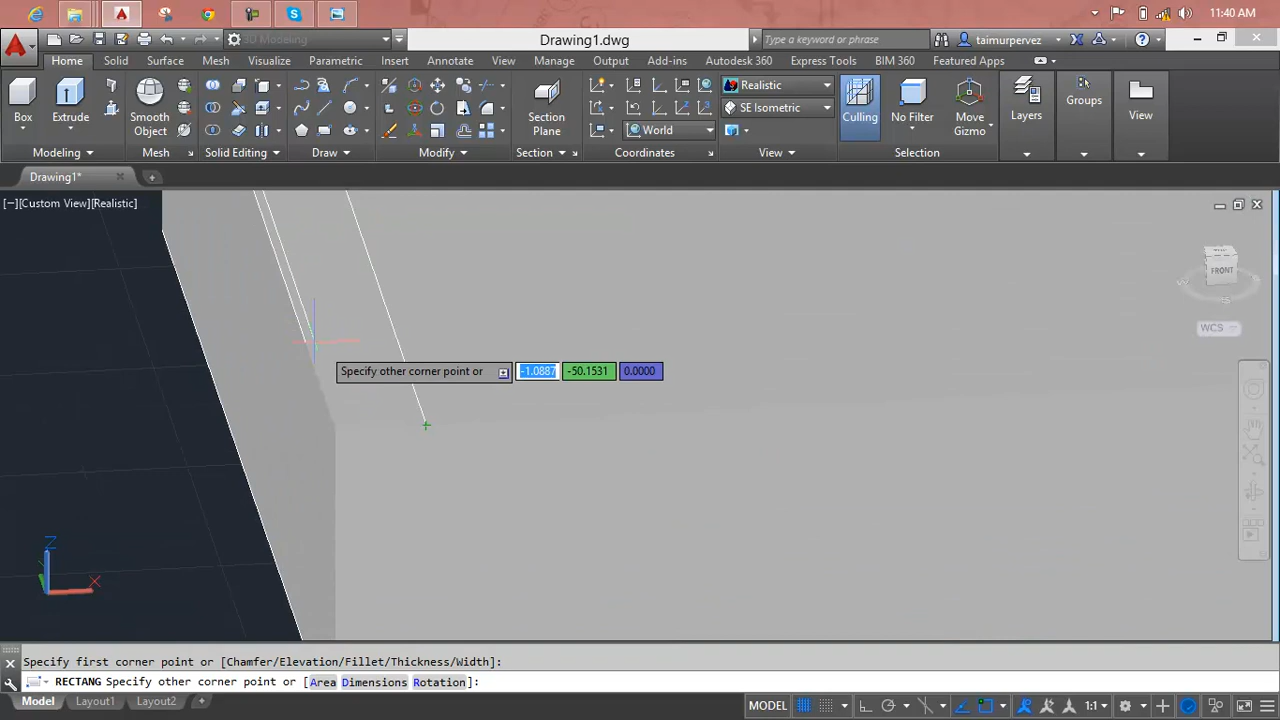 11:40 AM
3D Modeling
Drawing1.dwg
Type a keyword or phrase
taimurpervez
Home Solid Surface Mesh Visualize Parametric Insert Annotate View Manage Output Add-ins Autodesk 360 Express Tools BIM 360 Featured Apps
Realistic
SE Isometric
World
Box
Extrude
Smooth Object
Section Plane
Culling
No Filter
Move Gizmo
Layers
Groups
View
Modeling Mesh Solid Editing Draw Modify Section Coordinates View Selection
Drawing1*
[−][Custom View][Realistic]
FRONT
WCS
Specify other corner point or -1.0887 -50.1531 0.0000
Z
X
Specify first corner point or [Chamfer/Elevation/Fillet/Thickness/Width]:
RECTANG Specify other corner point or [Area Dimensions Rotation]:
Model Layout1 Layout2
MODEL 1:1